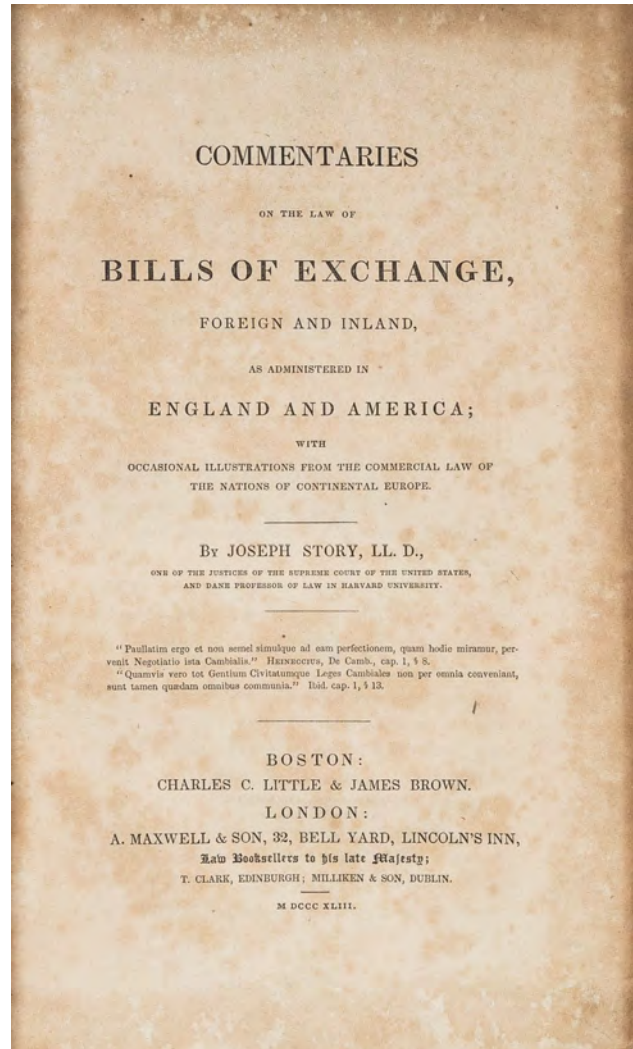 COMMENTARIES
ON THE LAW OF
BILLS OF EXCHANGE,
FOREIGN AND INLAND,
AS ADMINISTERED IN
ENGLAND AND AMERICA;
WITH
OCCASIONAL ILLUSTRATIONS FROM THE COMMERCIAL LAW OF
THE NATIONS OF CONTINENTAL EUROPE.
By JOSEPH STORY, LL. D.,
ONE OF THE JUSTICES OF THE SUPREME COURT OF THE UNITED STATES,
AND DANE PROFESSOR OF LAW IN HARVARD UNIVERSITY.
"Paullatim ergo et non semel simulque ad eam perfectionem, quam hodie miramur, per-
venit Negotiatio ista Cambialis." HEINECCIUS, De Camb., cap. 1, § 8.
"Quamvis vero tot Gentium Civitatumque Leges Cambiales non per omnia conveniant,
sunt tamen quædam omnibus communia." Ibid. cap. 1, § 13.
BOSTON:
CHARLES C. LITTLE & JAMES BROWN.
LONDON:
A. MAXWELL & SON, 32, BELL YARD, LINCOLN'S INN,
Law Booksellers to his late Majesty;
T. CLARK, EDINBURGH; MILLIKEN & SON, DUBLIN.
M DCCC XLIII.